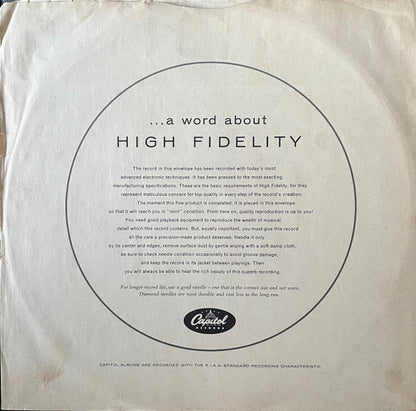 ...a word about
HIGH FIDELITY
The record in this envelope has been recorded with today's most
advanced electronic techniques. It has been pressed to the most exacting
manufacturing specifications. These are the basic requirements of High Fidelity, for they
represent meticulous concern for top quality in every step of the record's creation.
The moment this fine product is completed, it is placed in this envelope
so that it will reach you in "mint" condition. From here on, quality reproduction is up to you!
You need good playback equipment to reproduce the wealth of musical
detail which this record contains. But, equally important, you must give this record
all the care a precision-made product deserves. Handle it only
by its center and edges, remove surface dust by gentle wiping with a soft damp cloth,
be sure to check needle condition occasionally to avoid groove damage,
and keep the record in its jacket between playings. Then
you will always be able to hear the rich beauty of this superb recording.
For longer record life, use a good needle – one that is the correct size and not worn.
Diamond needles are most durable and cost less in the long run.
Capitol
RECORDS
CAPITOL ALBUMS ARE RECORDED WITH THE R.I.A.A. STANDARD RECORDING CHARACTERISTIC